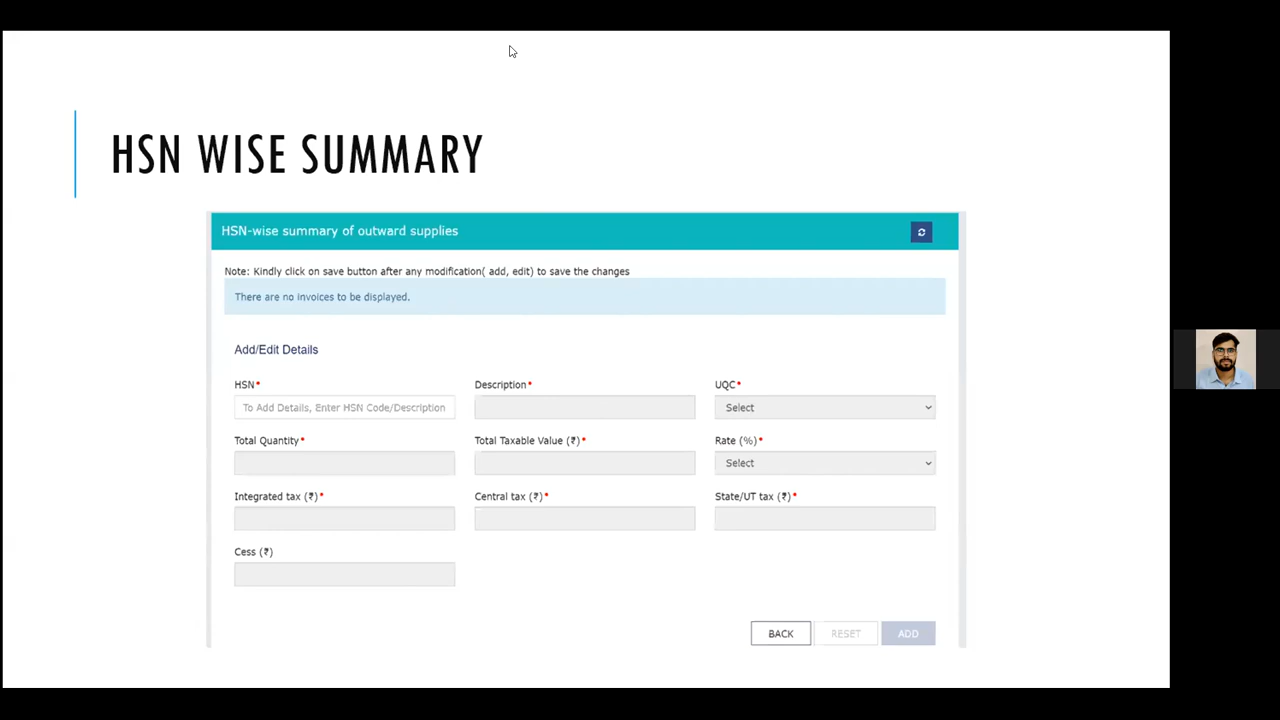 HSN WISE SUMMARY
HSN-wise summary of outward supplies
Note: Kindly click on save button after any modification( add, edit) to save the changes
There are no invoices to be displayed.
Add/Edit Details
HSN* Description* UQC*
To Add Details, Enter HSN Code/Description Select
Total Quantity* Total Taxable Value (₹)* Rate (%)*
Select
Integrated tax (₹)* Central tax (₹)* State/UT tax (₹)*
Cess (₹)
BACK RESET ADD